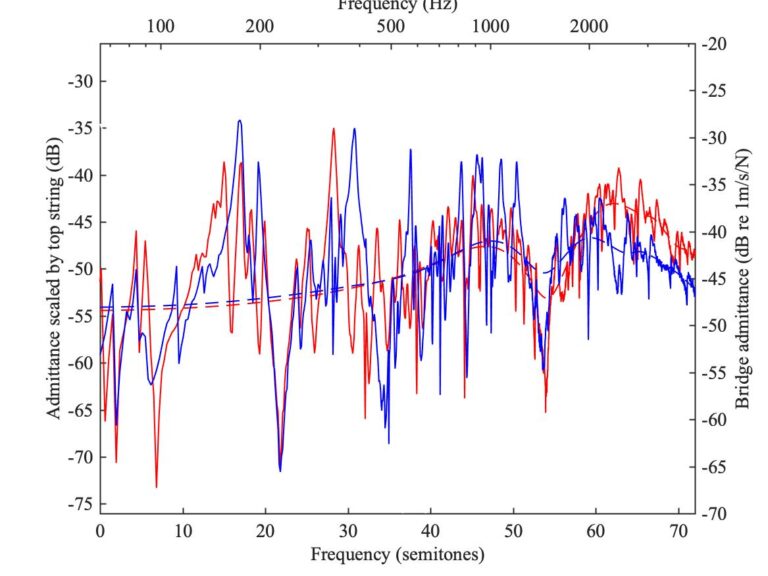 Frequency (Hz)
100 200 500 1000 2000
-30 -35 -40 -45 -50 -55 -60 -65 -70 -75
Admittance scaled by top string (dB)
-20 -25 -30 -35 -40 -45 -50 -55 -60 -65 -70
Bridge admittance (dB re 1m/s/N)
0 10 20 30 40 50 60 70
Frequency (semitones)